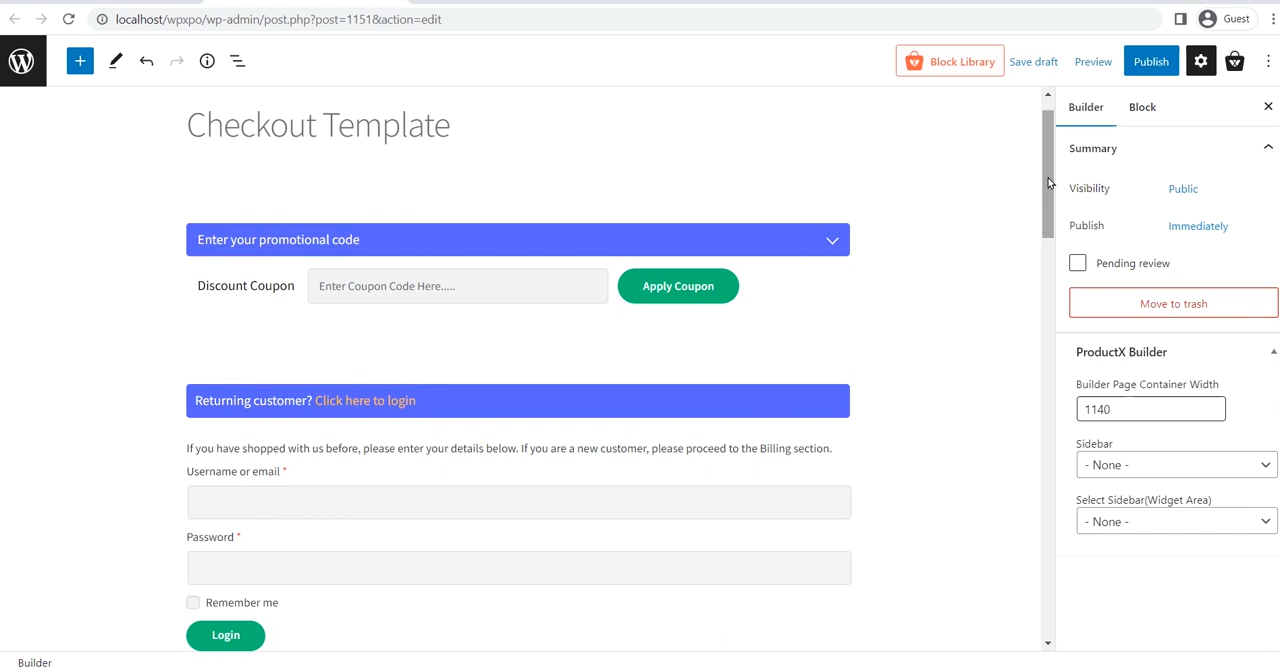 localhost/wpxpo/wp-admin/post.php?post=1151&action=edit
Guest
Block Library
Save draft
Preview
Publish
Checkout Template
Enter your promotional code
Discount Coupon
Enter Coupon Code Here.....
Apply Coupon
Returning customer? Click here to login
If you have shopped with us before, please enter your details below. If you are a new customer, please proceed to the Billing section.
Username or email *
Password *
Remember me
Login
Builder
Block
Summary
Visibility
Public
Publish
Immediately
Pending review
Move to trash
ProductX Builder
Builder Page Container Width
1140
Sidebar
- None -
Select Sidebar(Widget Area)
- None -
Builder